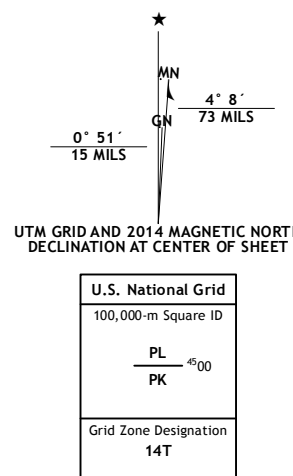 MN
GN
4° 8´
73 MILS
0° 51´
15 MILS
UTM GRID AND 2014 MAGNETIC NORTH
DECLINATION AT CENTER OF SHEET
U.S. National Grid
100,000-m Square ID
PL
4500
PK
Grid Zone Designation
14T